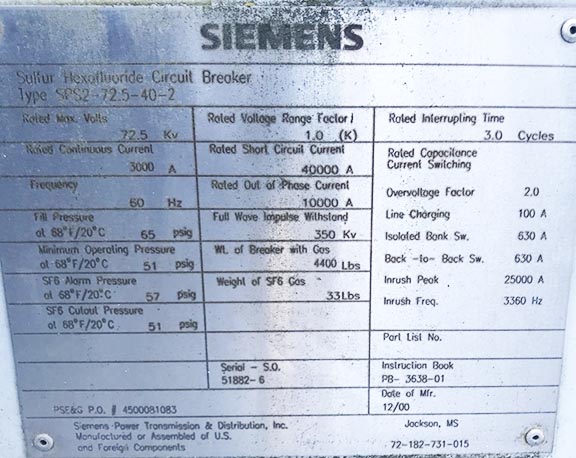 SIEMENS
Sulfur Hexafluoride Circuit Breaker
Type SPS2-72.5-40-2
Rated Max. Volts
72.5 Kv
Rated Voltage Range Factor
1.0 (K)
Rated Interrupting Time
3.0 Cycles
Rated Continuous Current
3000 A
Rated Short Circuit Current
40000 A
Rated Capacitance
Current Switching
Frequency
60 Hz
Rated Out of Phase Current
10000 A
Overvoltage Factor 2.0
Fill Pressure
at 68°F/20°C 65 psig
Full Wave Impulse Withstand
350 Kv
Line Charging 100 A
Isolated Bank Sw. 630 A
Minimum Operating Pressure
at 68°F/20°C 51 psig
Wt. of Breaker with Gas
4400 Lbs
Back -to- Back Sw. 630 A
SF6 Alarm Pressure
at 68°F/20°C 57 psig
Weight of SF6 Gas
33Lbs
Inrush Peak 25000 A
Inrush Freq. 3360 Hz
SF6 Cutout Pressure
at 68°F/20°C 51 psig
Part List No.
Serial - S.O.
51882-6
Instruction Book
PB- 3638-01
Date of Mfr.
12/00
PSE&G P.O. # 4500081083
Siemens Power Transmission & Distribution, Inc.
Manufactured or Assembled of U.S.
and Foreign Components
Jackson, MS
72-182-731-015